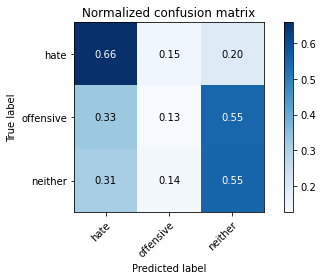 Normalized confusion matrix
hate 0.66 0.15 0.20
offensive 0.33 0.13 0.55
neither 0.31 0.14 0.55
hate offensive neither
True label
Predicted label
0.6
0.5
0.4
0.3
0.2